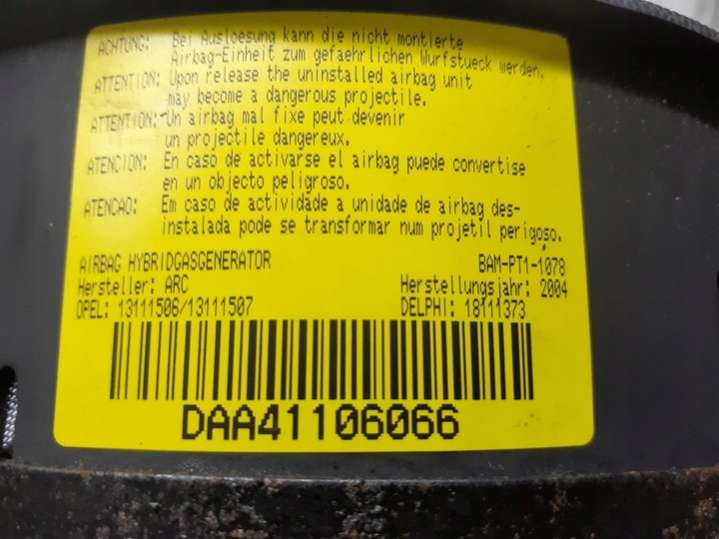 ACHTUNG: Bei Ausloesung kann die nicht montierte
Airbag-Einheit zum gefaehrlichen Wurfstueck werden.
ATTENTION: Upon release the uninstalled airbag unit
may become a dangerous projectile.
ATTENTION: Un airbag mal fixe peut devenir
un projectile dangereux.
ATENCION: En caso de activarse el airbag puede convertise
en un objecto peligroso.
ATENCAO: Em caso de actividade a unidade de airbag des-
instalada pode se transformar num projetil perigoso.
AIRBAG HYBRIDGASGENERATOR BAM-PT1-1078
Hersteller: ARC Herstellungsjahr: 2004
OPEL: 13111506/13111507 DELPHI: 18111373
DAA41106066